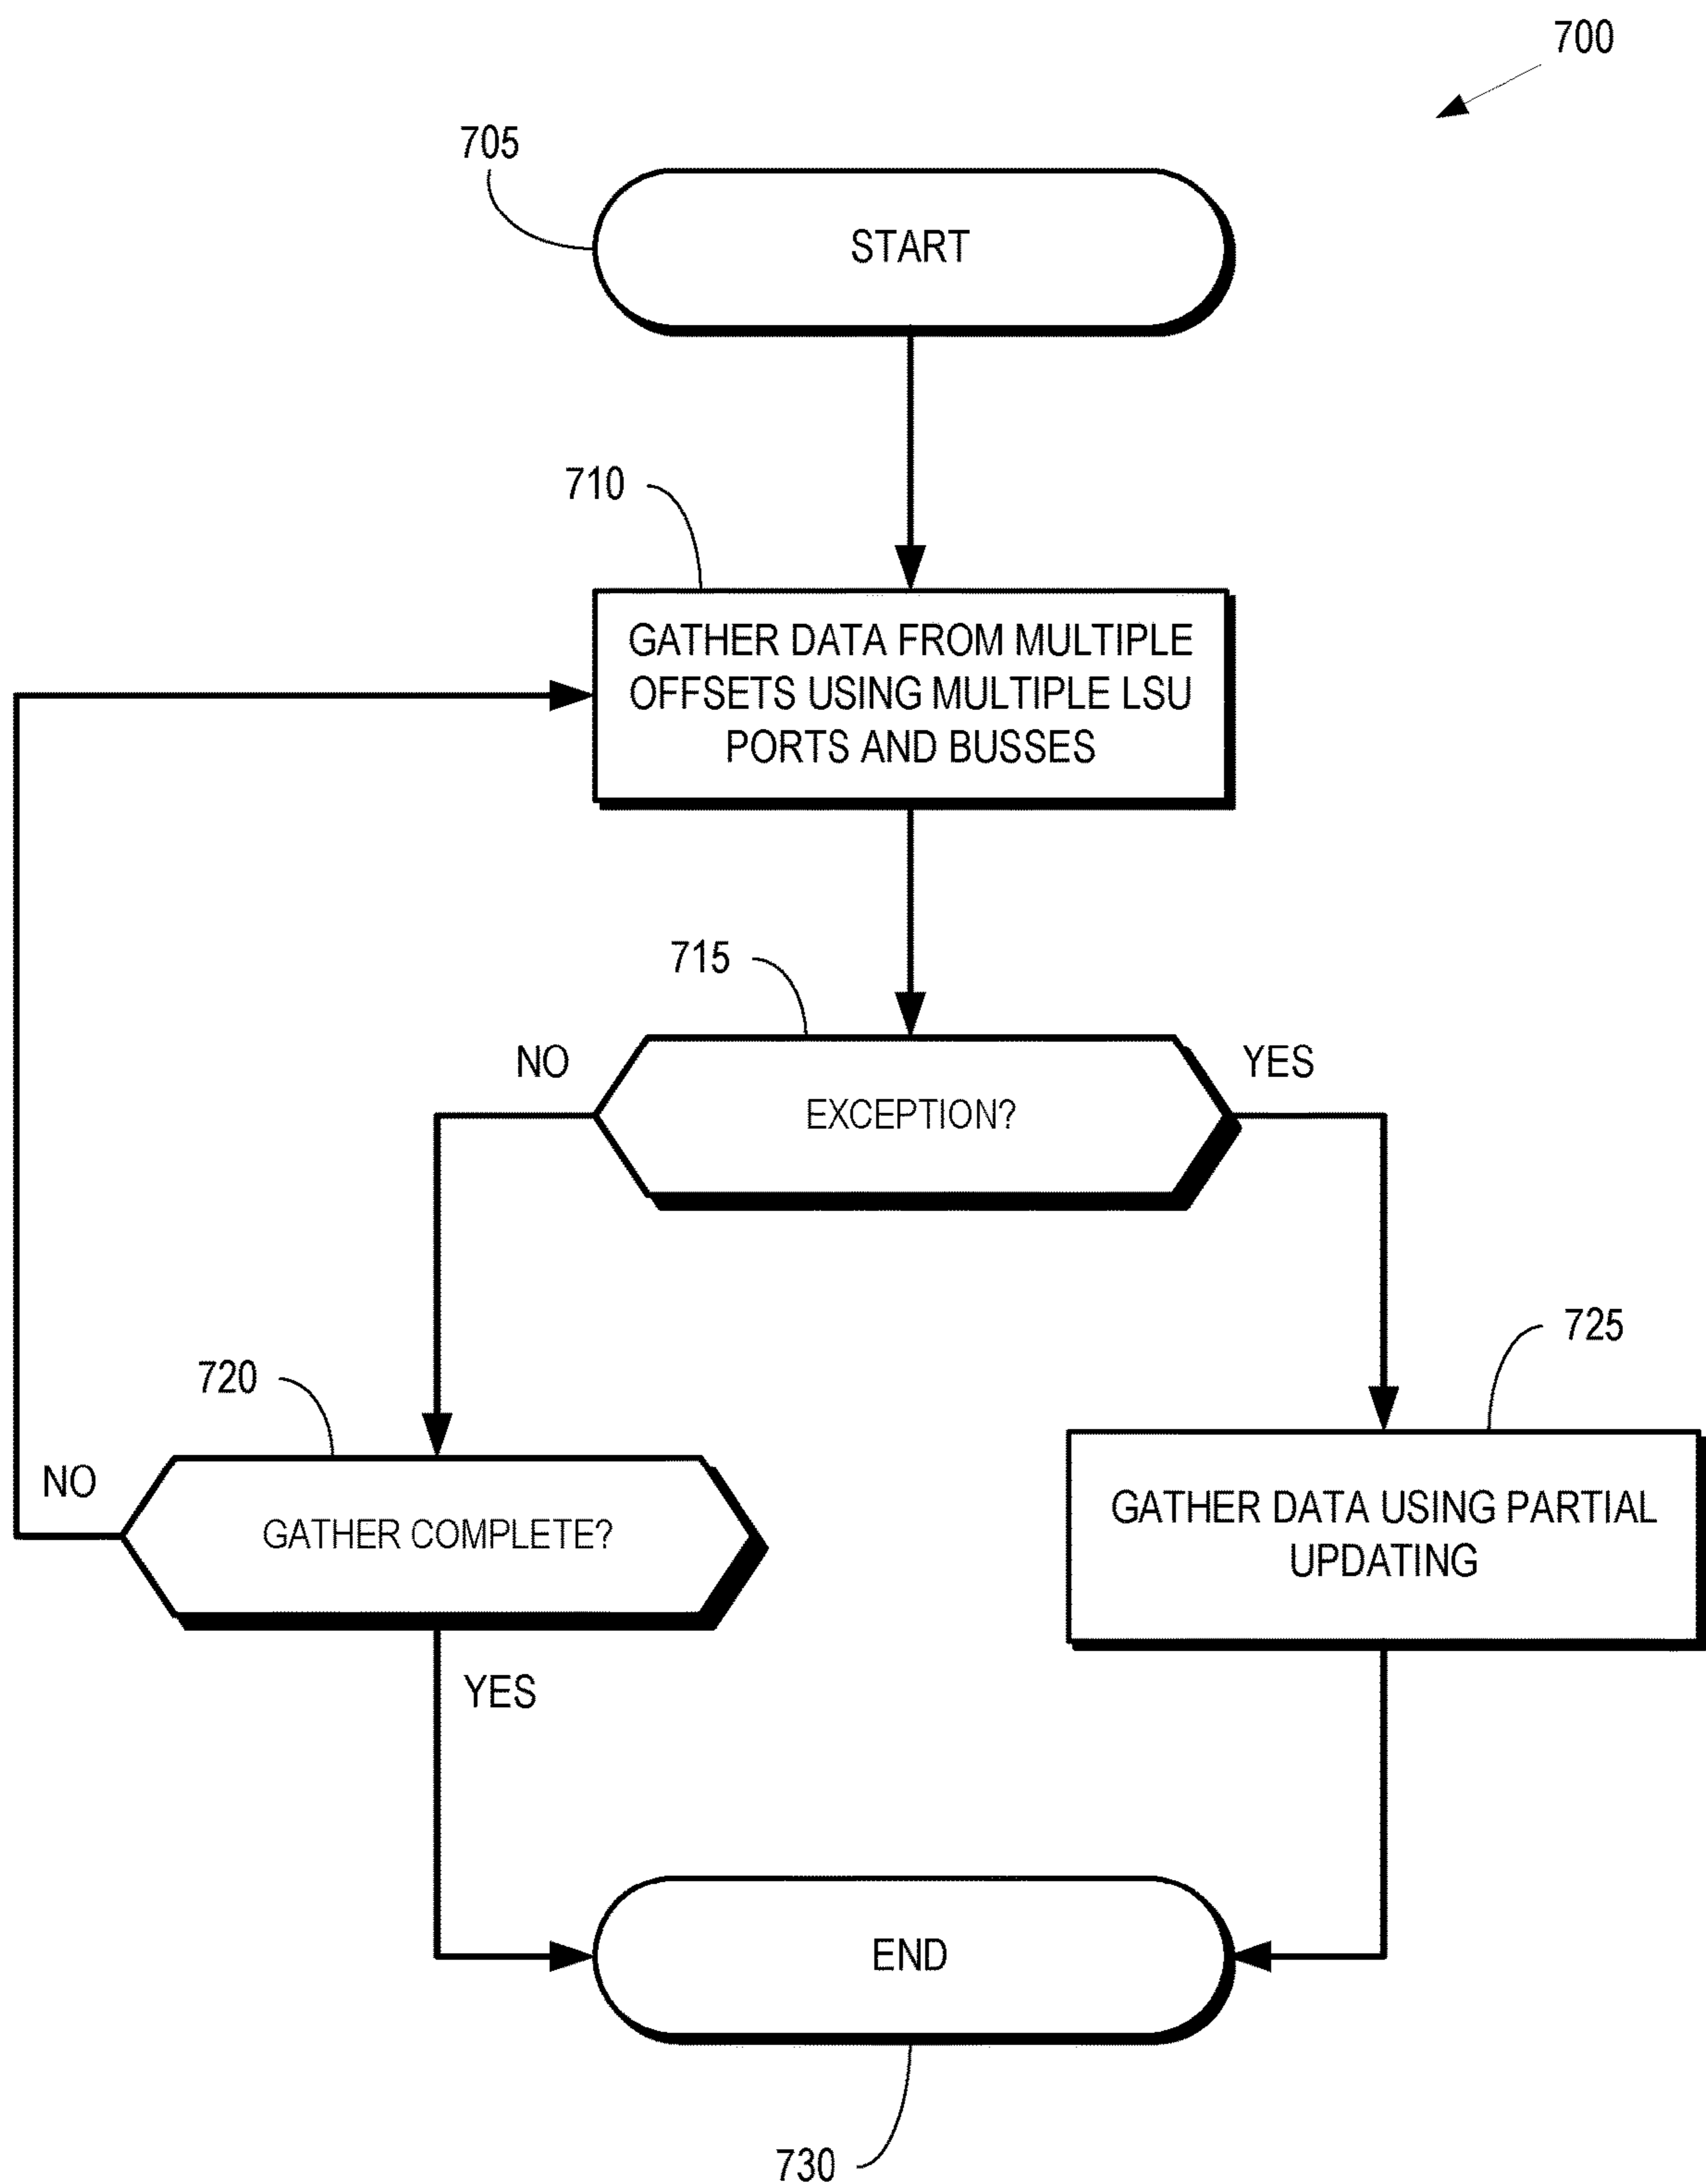 700
705
START
710
GATHER DATA FROM MULTIPLE
OFFSETS USING MULTIPLE LSU
PORTS AND BUSSES
715
NO
YES
EXCEPTION?
725
720
NO
GATHER COMPLETE?
GATHER DATA USING PARTIAL
UPDATING
YES
END
730